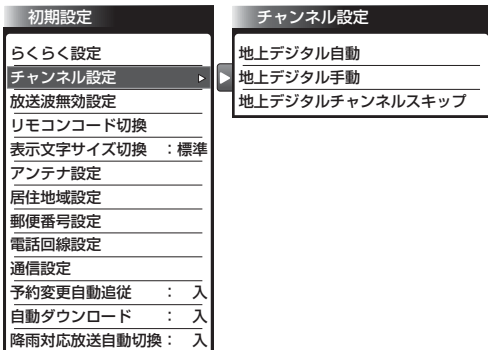 初期設定
らくらく設定
チャンネル設定
放送波無効設定
リモコンコード切換
表示文字サイズ切換 ：標準
アンテナ設定
居住地域設定
郵便番号設定
電話回線設定
通信設定
予約変更自動追従 ： 入
自動ダウンロード ： 入
降雨対応放送自動切換： 入
チャンネル設定
地上デジタル自動
地上デジタル手動
地上デジタルチャンネルスキップ